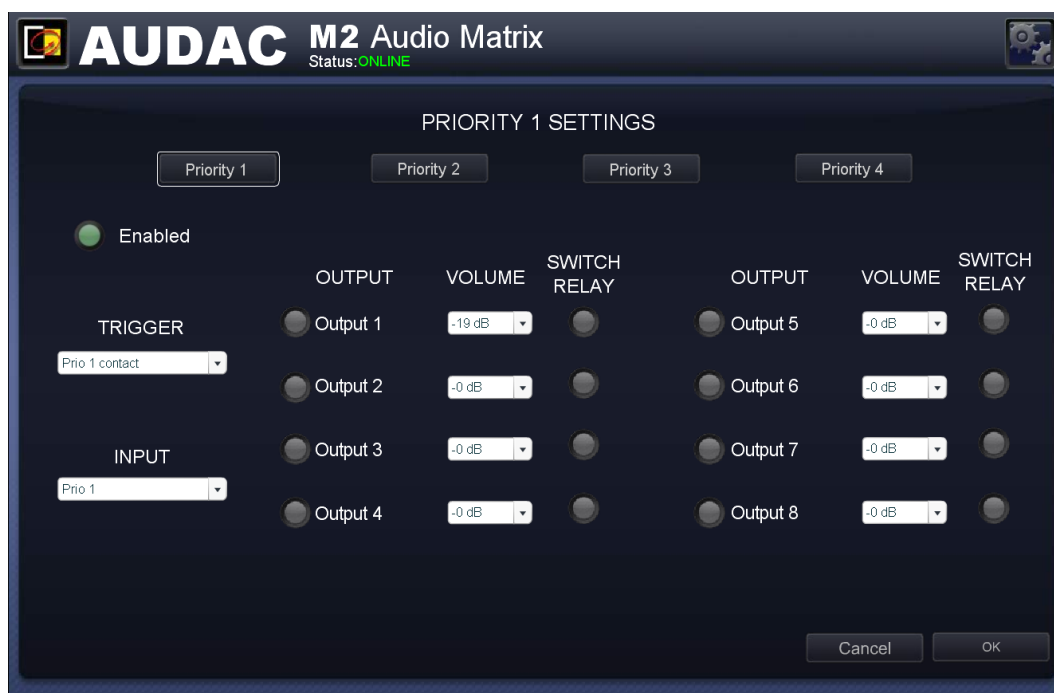 AUDAC M2 Audio Matrix
Status:ONLINE
PRIORITY 1 SETTINGS
Priority 1 Priority 2 Priority 3 Priority 4
Enabled
OUTPUT VOLUME SWITCH RELAY OUTPUT VOLUME SWITCH RELAY
TRIGGER
Prio 1 contact
INPUT
Prio 1
Output 1 -19 dB Output 5 -0 dB
Output 2 -0 dB Output 6 -0 dB
Output 3 -0 dB Output 7 -0 dB
Output 4 -0 dB Output 8 -0 dB
Cancel OK